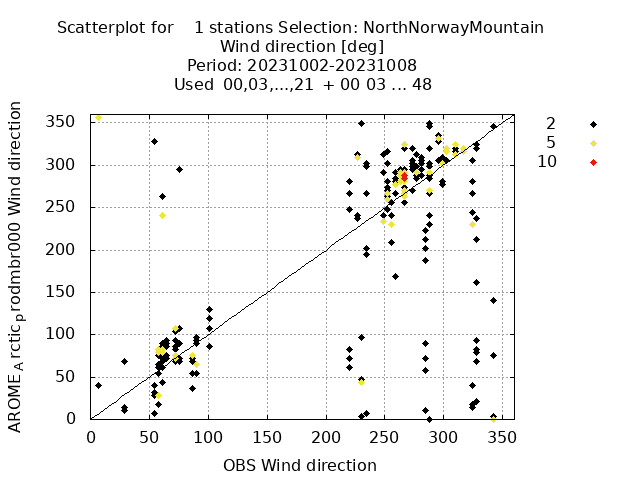 Scatterplot for 1 stations Selection: NorthNorwayMountain
Wind direction [deg]
Period: 20231002-20231008
Used 00,03,...,21 + 00 03 ... 48
AROME_Arctic_prodmbr000 Wind direction
350
300
250
200
150
100
50
0
0 50 100 150 200 250 300 350
OBS Wind direction
2
5
10